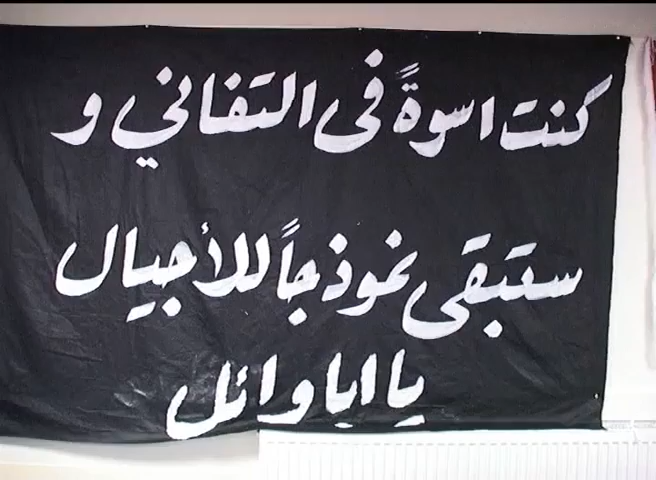 كنت اسوةً في التفاني و
ستبقى نموذجاً للأجيال
يا ابا وائل